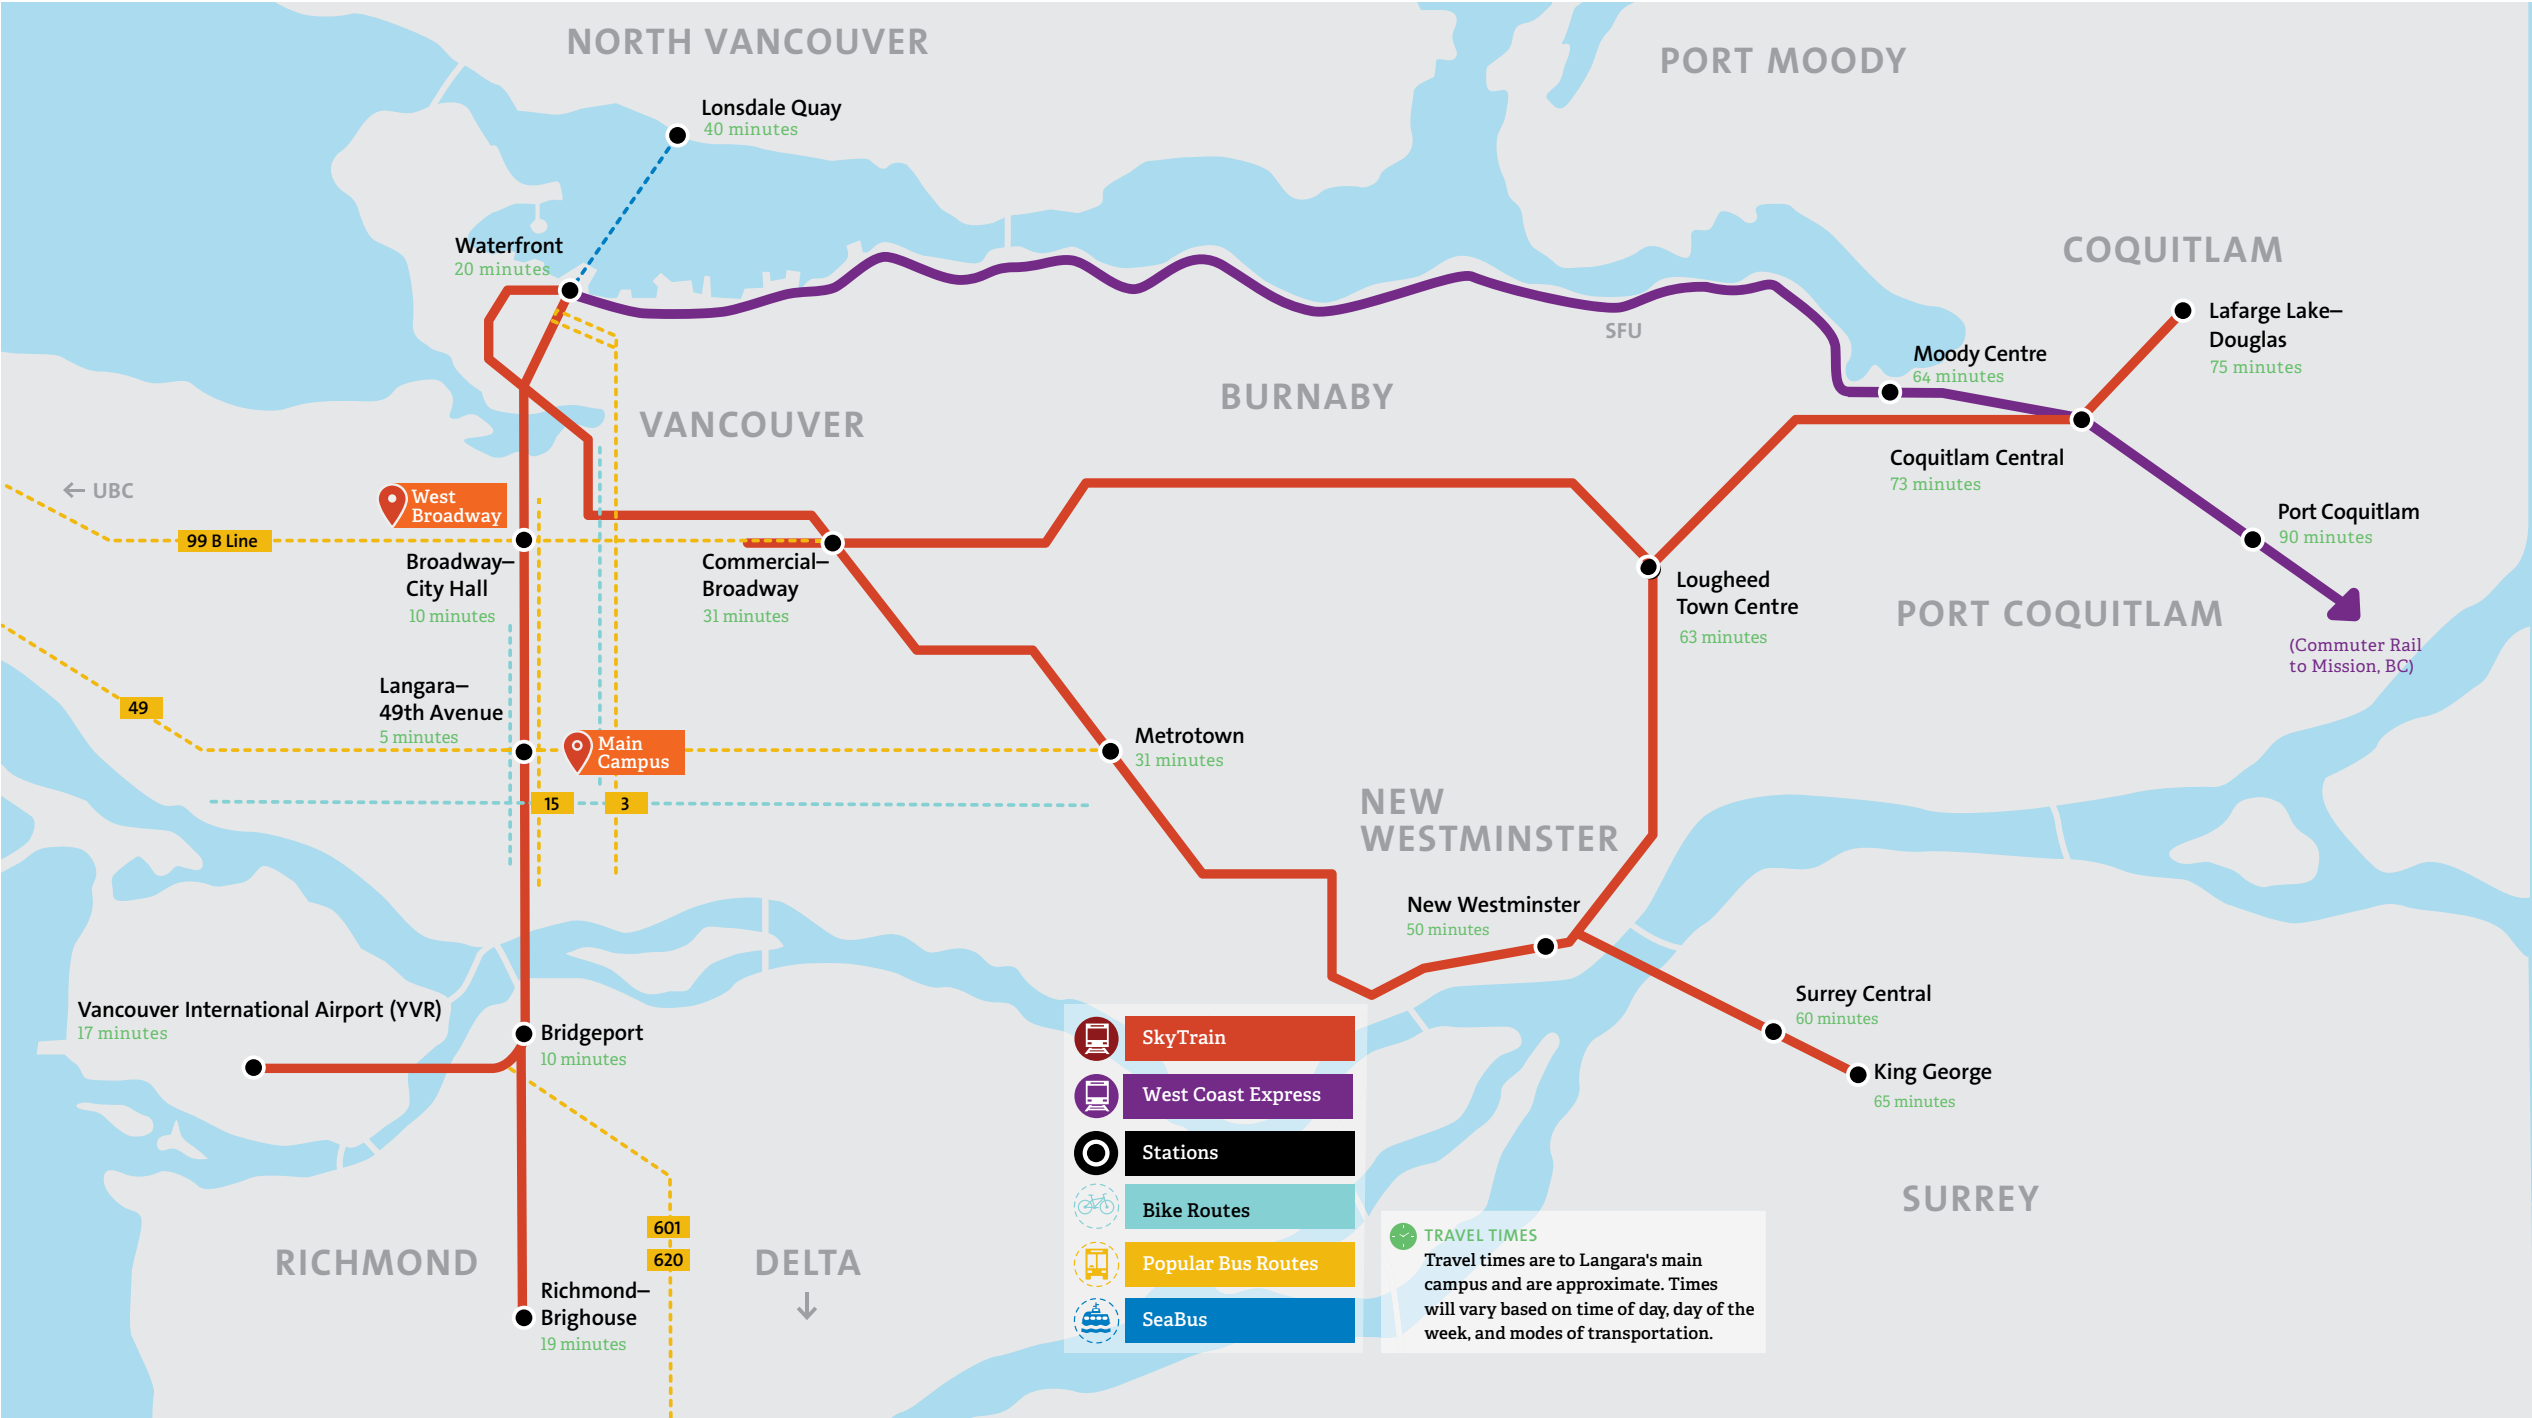 NORTH VANCOUVER
PORT MOODY
Lonsdale Quay
40 minutes
Waterfront
20 minutes
COQUITLAM
Lafarge Lake–
Douglas
75 minutes
SFU
Moody Centre
64 minutes
BURNABY
VANCOUVER
Coquitlam Central
73 minutes
← UBC
West
Broadway
99 B Line
Broadway–
City Hall
10 minutes
Commercial–
Broadway
31 minutes
Port Coquitlam
90 minutes
Lougheed
Town Centre
63 minutes
PORT COQUITLAM
(Commuter Rail
to Mission, BC)
Langara–
49th Avenue
5 minutes
49
Main
Campus
Metrotown
31 minutes
15
3
NEW
WESTMINSTER
New Westminster
50 minutes
Vancouver International Airport (YVR)
17 minutes
Bridgeport
10 minutes
Surrey Central
60 minutes
King George
65 minutes
SkyTrain
West Coast Express
Stations
Bike Routes
Popular Bus Routes
SeaBus
SURREY
601
620
RICHMOND
DELTA
Richmond–
Brighouse
19 minutes
TRAVEL TIMES
Travel times are to Langara's main
campus and are approximate. Times
will vary based on time of day, day of the
week, and modes of transportation.